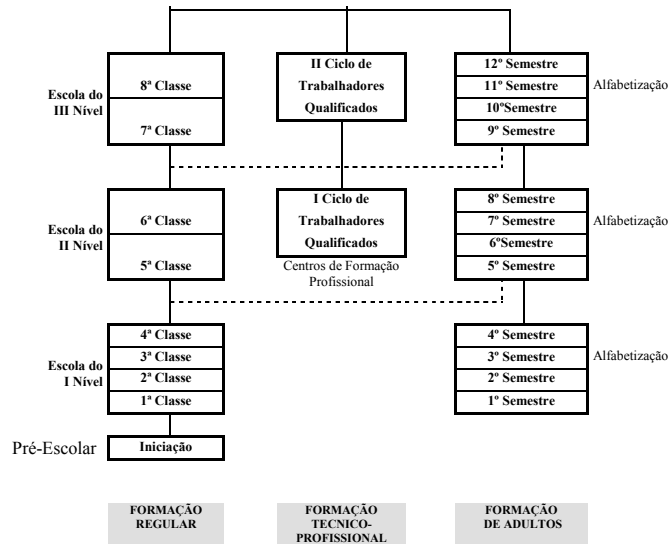 Escola do
III Nível
8ª Classe
7ª Classe
II Ciclo de
Trabalhadores
Qualificados
12º Semestre
11º Semestre
10ºSemestre
9º Semestre
Alfabetização
Escola do
II Nível
6ª Classe
5ª Classe
I Ciclo de
Trabalhadores
Qualificados
Centros de Formação
Profissional
8º Semestre
7º Semestre
6ºSemestre
5º Semestre
Alfabetização
Escola do
I Nível
4ª Classe
3ª Classe
2ª Classe
1ª Classe
4º Semestre
3º Semestre
2º Semestre
1º Semestre
Alfabetização
Pré-Escolar
Iniciação
FORMAÇÃO
REGULAR
FORMAÇÃO
TECNICO-
PROFISSIONAL
FORMAÇÃO
DE ADULTOS